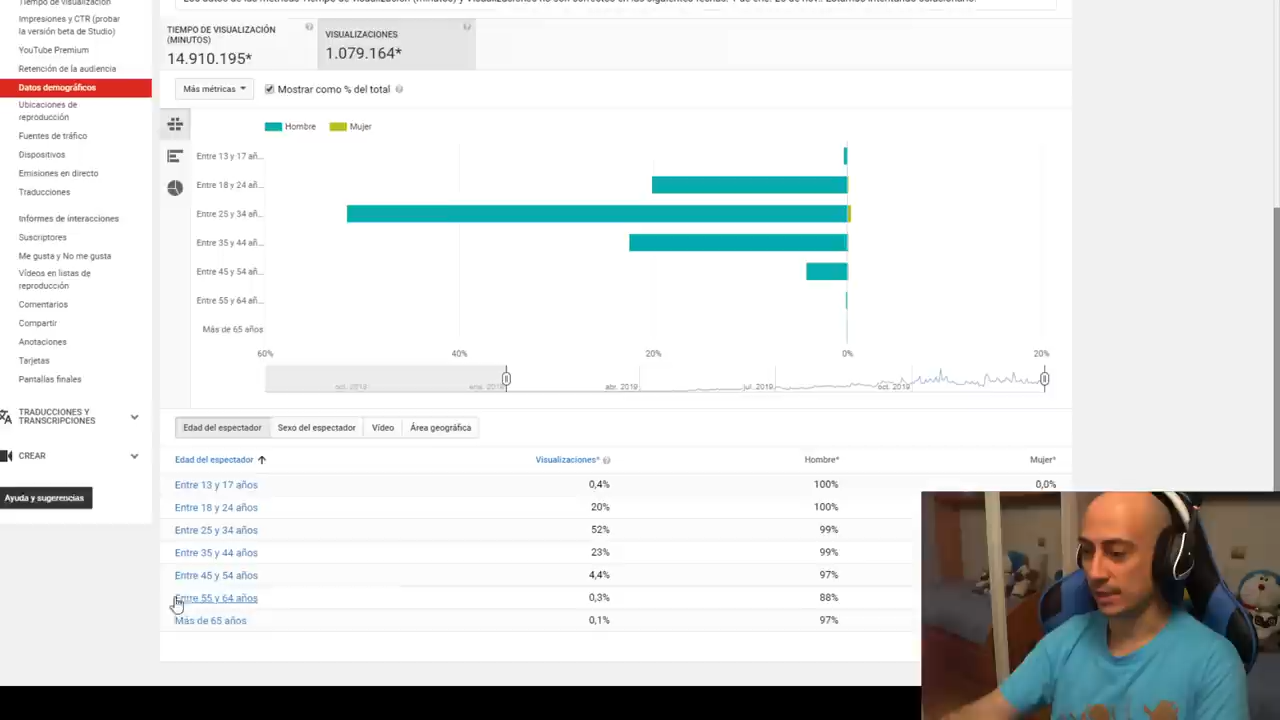 Tiempo de visualización
Impresiones y CTR (probar
la versión beta de Studio)
YouTube Premium
Retención de la audiencia
Datos demográficos
Ubicaciones de
reproducción
Fuentes de tráfico
Dispositivos
Emisiones en directo
Traducciones
Informes de interacciones
Suscriptores
Me gusta y No me gusta
Vídeos en listas de
reproducción
Comentarios
Compartir
Anotaciones
Tarjetas
Pantallas finales
TRADUCCIONES Y
TRANSCRIPCIONES
CREAR
Ayuda y sugerencias
TIEMPO DE VISUALIZACIÓN
(MINUTOS)
14.910.195*
VISUALIZACIONES
1.079.164*
Más métricas
Mostrar como % del total
Hombre
Mujer
Entre 13 y 17 añ...
Entre 18 y 24 añ...
Entre 25 y 34 añ...
Entre 35 y 44 añ...
Entre 45 y 54 añ...
Entre 55 y 64 añ...
Más de 65 años
60% 40% 20% 0% 20%
oct. 2018 ene. 2019 abr. 2019 jul. 2019 oct. 2019
Edad del espectador Sexo del espectador Vídeo Área geográfica
Edad del espectador Visualizaciones* Hombre* Mujer*
Entre 13 y 17 años 0,4% 100% 0,0%
Entre 18 y 24 años 20% 100%
Entre 25 y 34 años 52% 99%
Entre 35 y 44 años 23% 99%
Entre 45 y 54 años 4,4% 97%
Entre 55 y 64 años 0,3% 88%
Más de 65 años 0,1% 97%